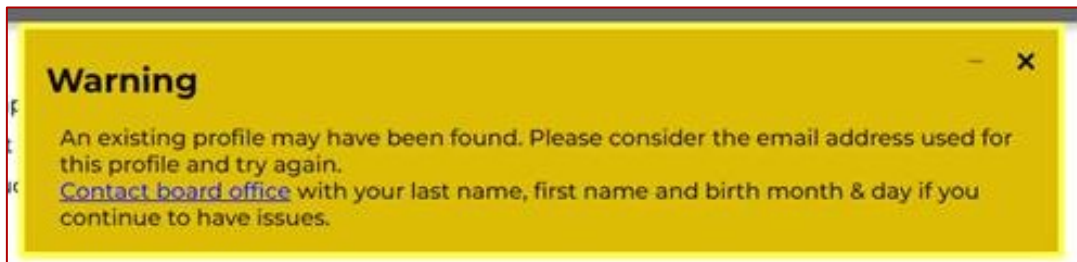 Warning
An existing profile may have been found. Please consider the email address used for
this profile and try again.
Contact board office with your last name, first name and birth month & day if you
continue to have issues.